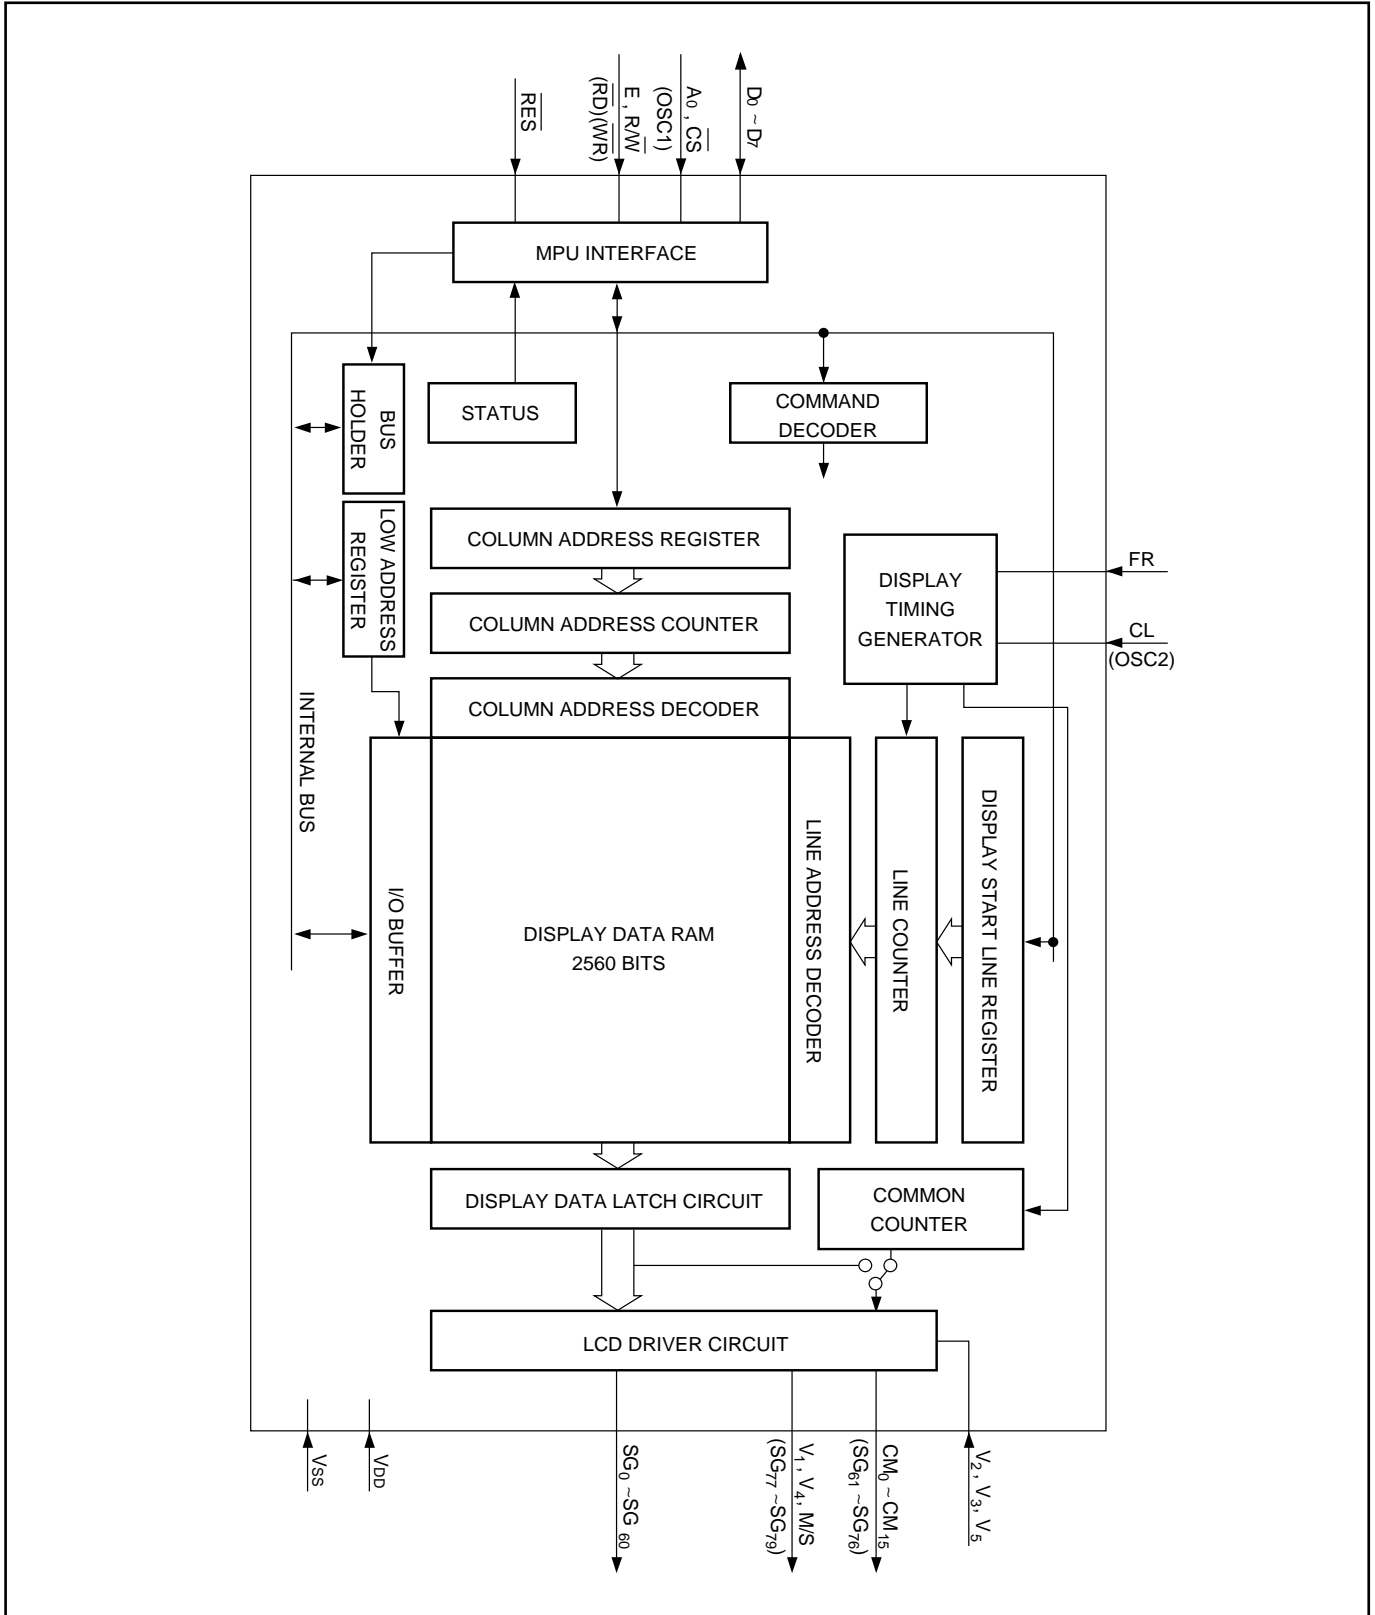 RES
E , R/W
(RD)(WR)
A0 , CS
(OSC1)
D0 ~ D7
MPU INTERFACE
BUS
HOLDER
STATUS
COMMAND
DECODER
LOW ADDRESS
REGISTER
COLUMN ADDRESS REGISTER
DISPLAY
TIMING
GENERATOR
FR
CL
(OSC2)
COLUMN ADDRESS COUNTER
COLUMN ADDRESS DECODER
INTERNAL BUS
I/O BUFFER
DISPLAY DATA RAM
2560 BITS
LINE ADDRESS DECODER
LINE COUNTER
DISPLAY START LINE REGISTER
DISPLAY DATA LATCH CIRCUIT
COMMON
COUNTER
LCD DRIVER CIRCUIT
VSS
VDD
SG0 ~SG 60
V1 , V4 , M/S
(SG77 ~SG79)
CM0 ~ CM15
(SG61 ~SG76)
V2 , V3 , V5